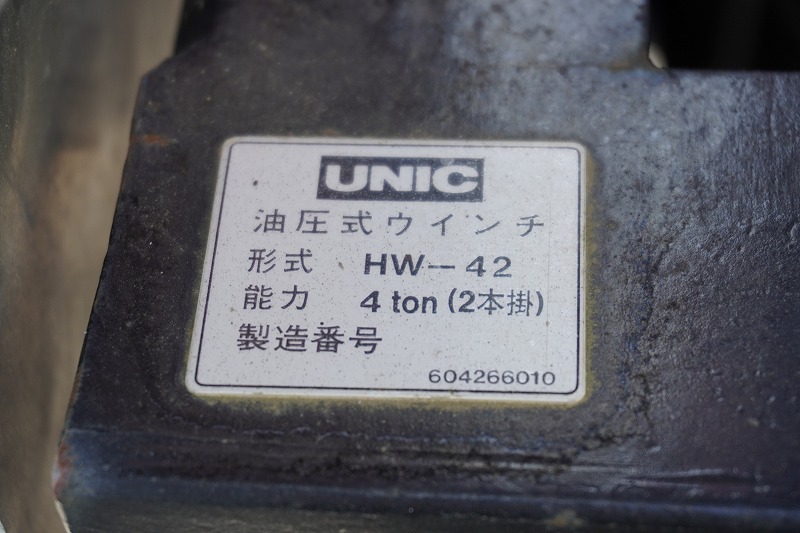 UNIC
油圧式ウインチ
形式 HW-42
能力 4 ton (2本掛)
製造番号
604266010